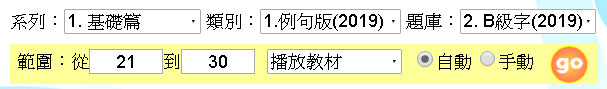 系列：1. 基礎篇 類別：1.例句版(2019) 題庫：2. B級字(2019)
範圍：從 21 到 30 播放教材 自動 手動 go